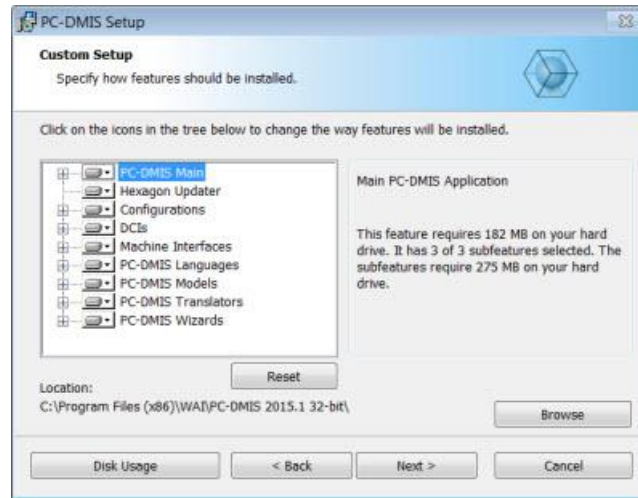 PC-DMIS Setup
Custom Setup
Specify how features should be installed.
Click on the icons in the tree below to change the way features will be installed.
PC-DMIS Main
Hexagon Updater
Configurations
DCIs
Machine Interfaces
PC-DMIS Languages
PC-DMIS Models
PC-DMIS Translators
PC-DMIS Wizards
Main PC-DMIS Application
This feature requires 182 MB on your hard
drive. It has 3 of 3 subfeatures selected. The
subfeatures require 275 MB on your hard
drive.
Reset
Location:
C:\Program Files (x86)\WAI\PC-DMIS 2015.1 32-bit\
Browse
Disk Usage
< Back
Next >
Cancel